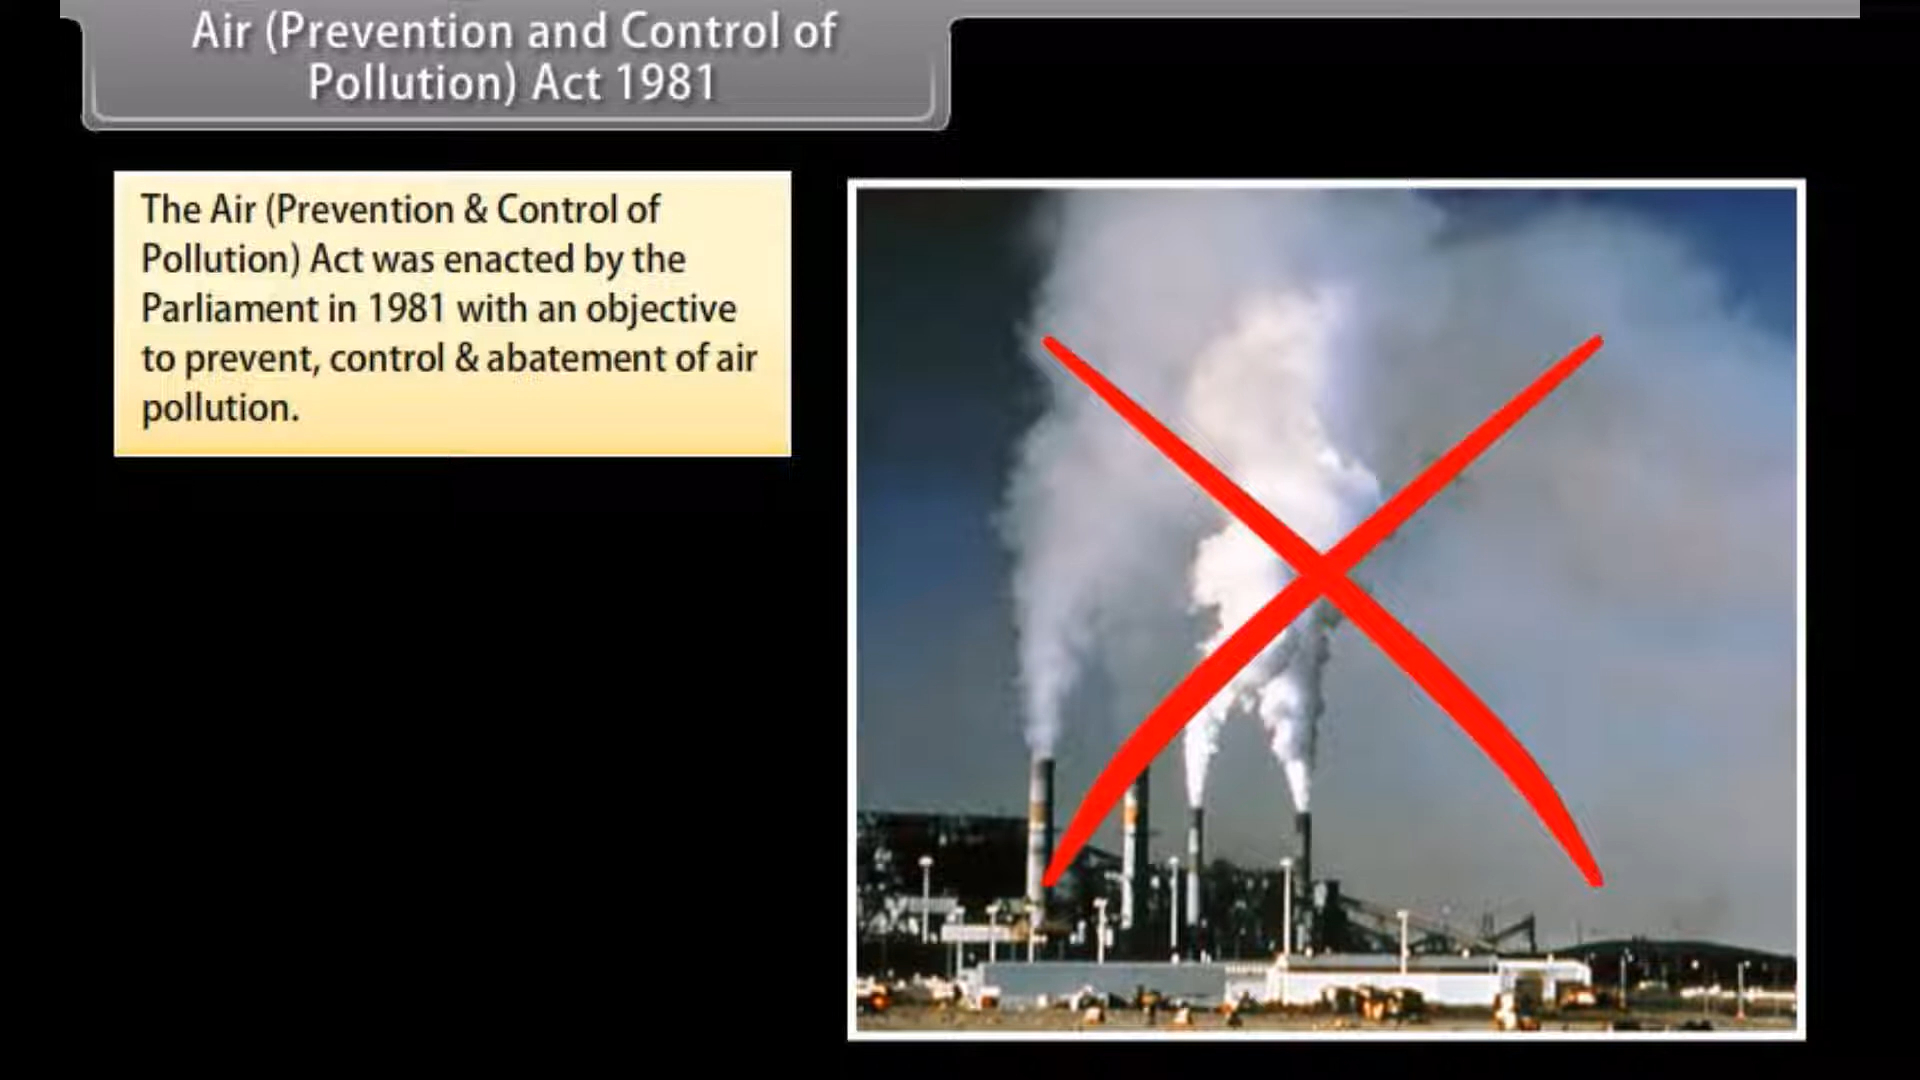 Air (Prevention and Control of
Pollution) Act 1981
The Air (Prevention & Control of
Pollution) Act was enacted by the
Parliament in 1981 with an objective
to prevent, control & abatement of air
pollution.